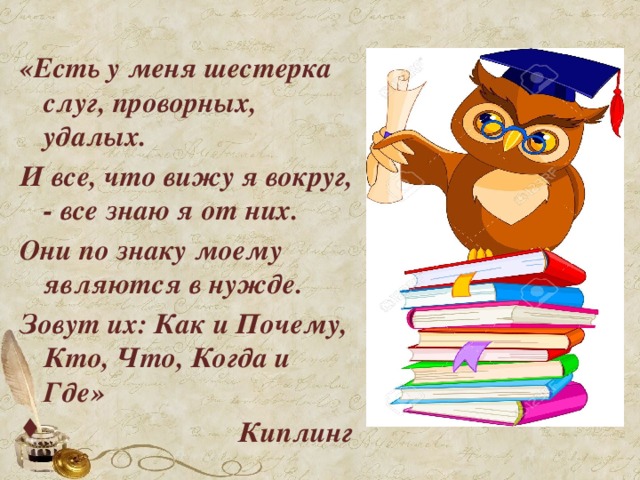 «Есть у меня шестерка
слуг, проворных,
удалых.
И все, что вижу я вокруг,
- все знаю я от них.
Они по знаку моему
являются в нужде.
Зовут их: Как и Почему,
Кто, Что, Когда и
Где»
Киплинг